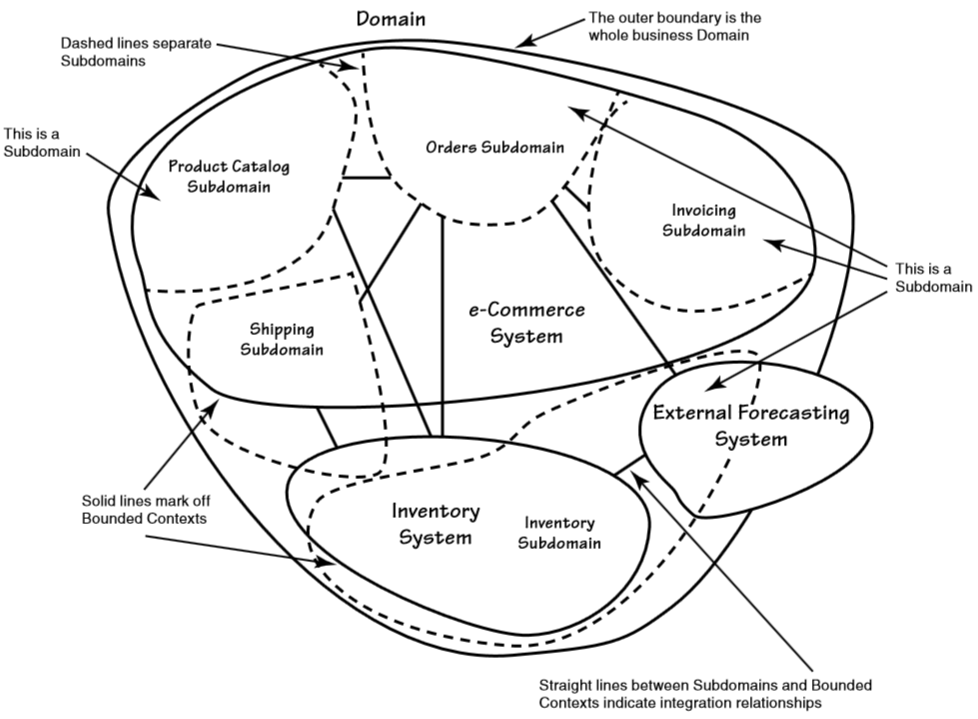 Domain
The outer boundary is the
whole business Domain
Dashed lines separate
Subdomains
This is a
Subdomain
Orders Subdomain
Product Catalog
Subdomain
Invoicing
Subdomain
This is a
Subdomain
e-Commerce
System
Shipping
Subdomain
External Forecasting
System
Solid lines mark off
Bounded Contexts
Inventory
System
Inventory
Subdomain
Straight lines between Subdomains and Bounded
Contexts indicate integration relationships